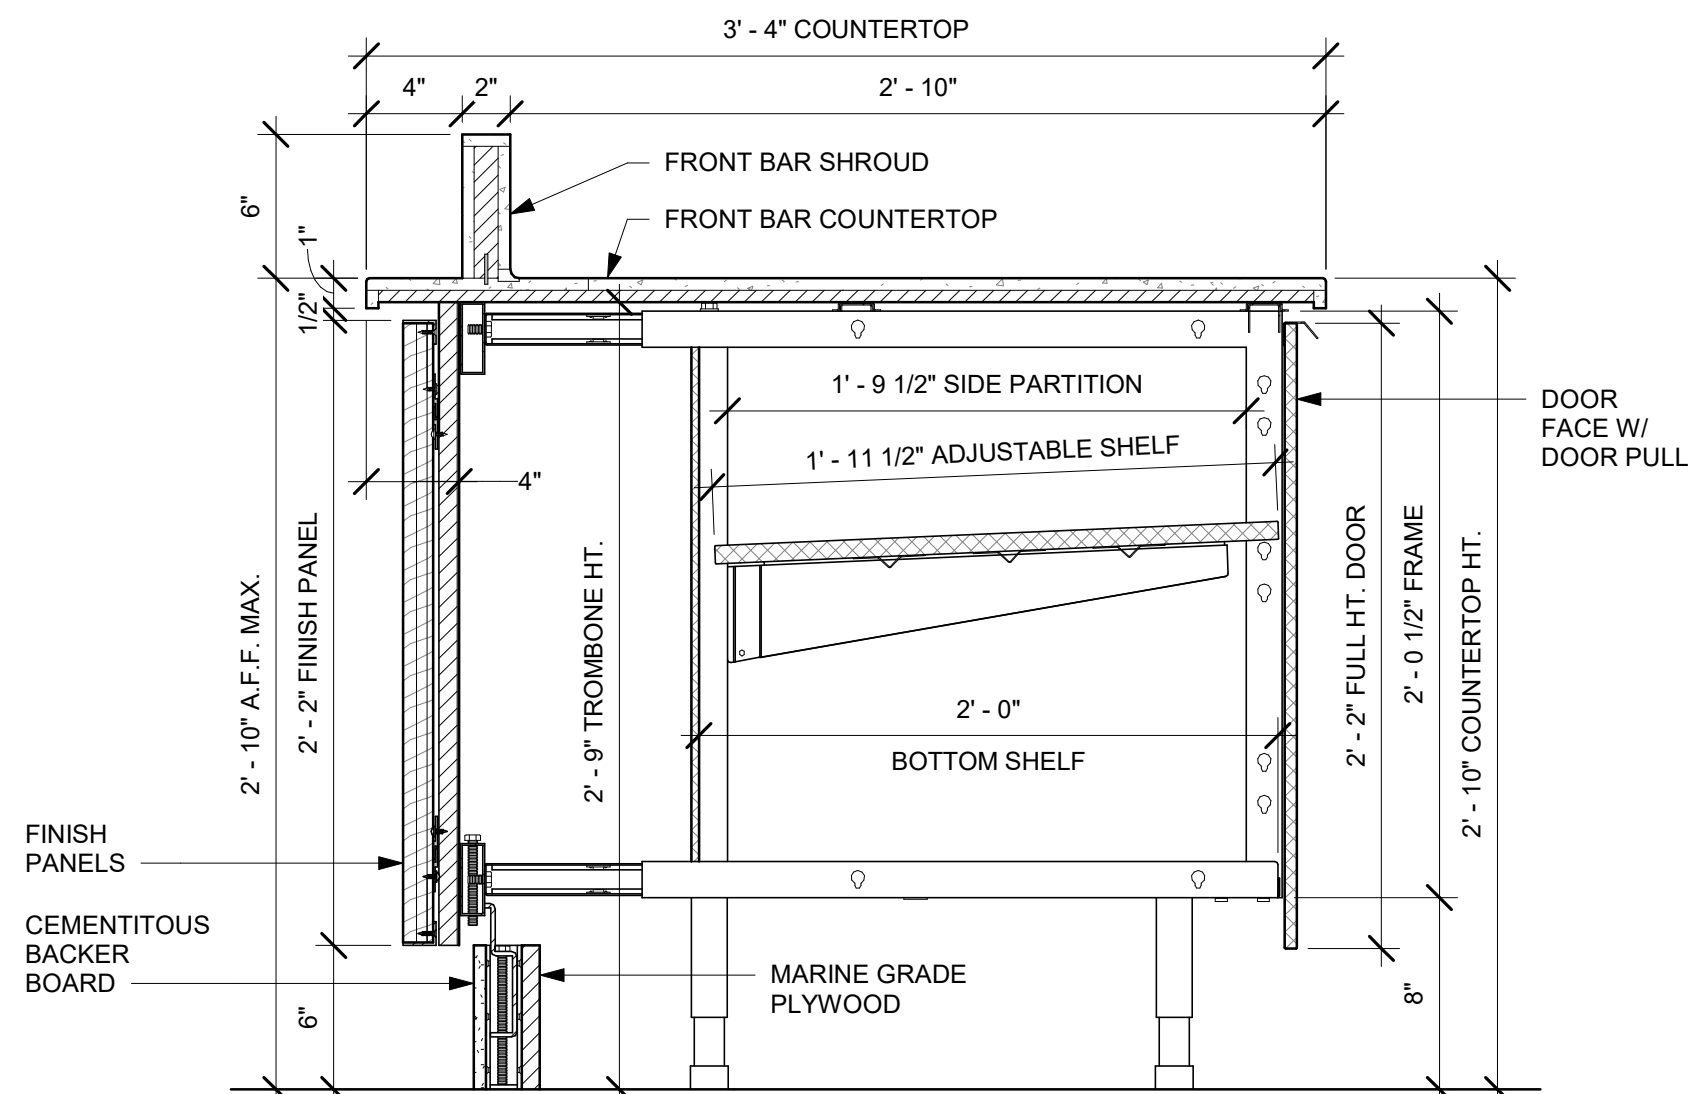 3' - 4" COUNTERTOP
4"
2"
2' - 10"
FRONT BAR SHROUD
FRONT BAR COUNTERTOP
6"
1"
1/2"
1' - 9 1/2" SIDE PARTITION
1' - 11 1/2" ADJUSTABLE SHELF
4"
DOOR
FACE W/
DOOR PULL
2' - 10" A.F.F. MAX.
2' - 2" FINISH PANEL
2' - 9" TROMBONE HT.
2' - 0"
BOTTOM SHELF
2' - 2" FULL HT. DOOR
2' - 0 1/2" FRAME
2' - 10" COUNTERTOP HT.
FINISH
PANELS
CEMENTITOUS
BACKER
BOARD
MARINE GRADE
PLYWOOD
6"
8"